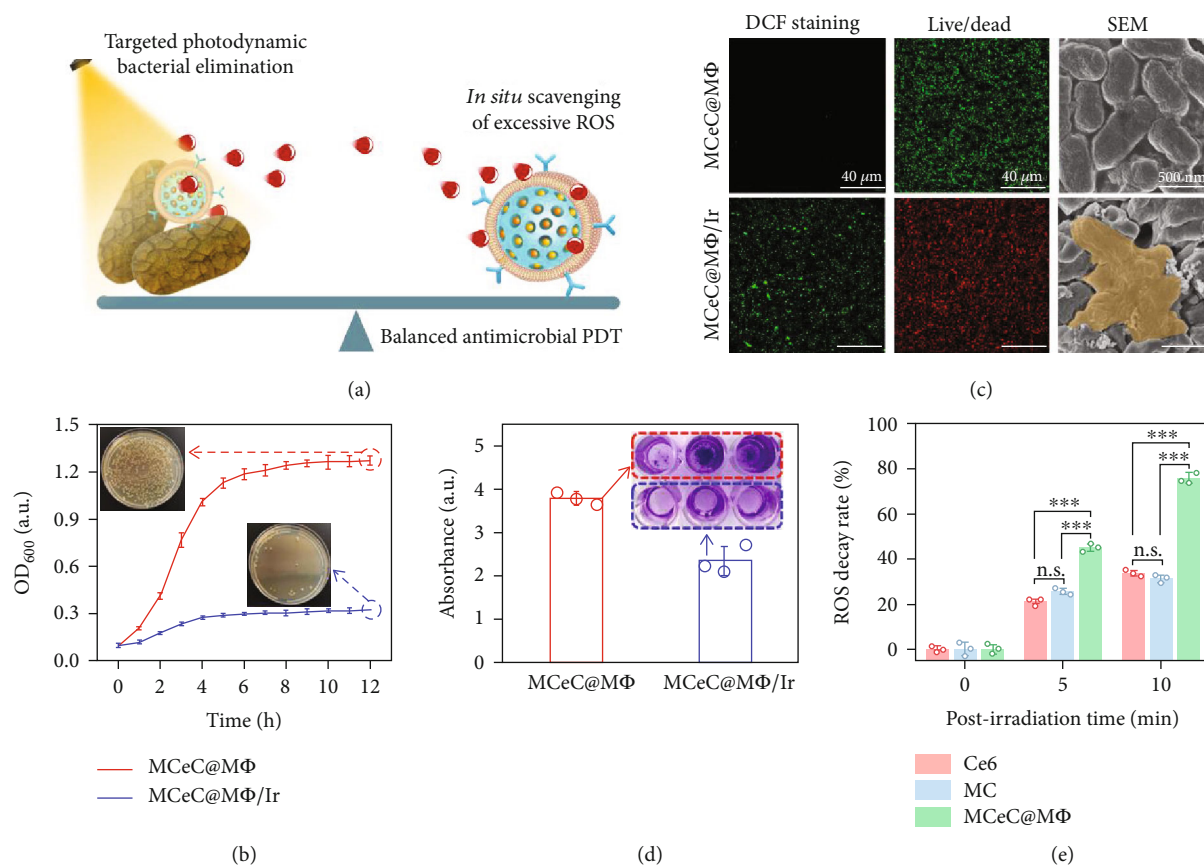 Targeted photodynamic
bacterial elimination
In situ scavenging
of excessive ROS
Balanced antimicrobial PDT
(a)
DCF staining
Live/dead
SEM
MCeC@MΦ
40 μm
40 μm
500 nm
MCeC@MΦ/Ir
(c)
OD600 (a.u.)
1.5
1.2
0.9
0.6
0.3
0.0
0
2
4
6
8
10
12
Time (h)
MCeC@MΦ
MCeC@MΦ/Ir
(b)
Absorbance (a.u.)
5
4
3
2
1
0
MCeC@MΦ
MCeC@MΦ/Ir
(d)
ROS decay rate (%)
100
80
60
40
20
0
***
***
n.s.
***
***
n.s.
0
5
10
Post-irradiation time (min)
Ce6
MC
MCeC@MΦ
(e)